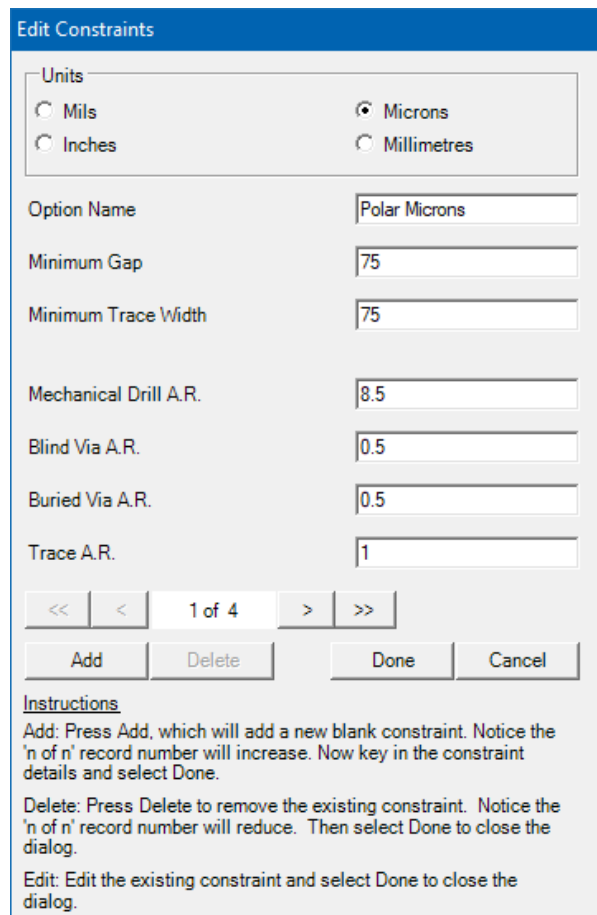 Edit Constraints
Units
Mils
Microns
Inches
Millimetres
Option Name
Polar Microns
Minimum Gap
75
Minimum Trace Width
75
Mechanical Drill A.R.
8.5
Blind Via A.R.
0.5
Buried Via A.R.
0.5
Trace A.R.
1
<< < 1 of 4 > >>
Add Delete Done Cancel
Instructions
Add: Press Add, which will add a new blank constraint. Notice the
'n of n' record number will increase. Now key in the constraint
details and select Done.
Delete: Press Delete to remove the existing constraint. Notice the
'n of n' record number will reduce. Then select Done to close the
dialog.
Edit: Edit the existing constraint and select Done to close the
dialog.